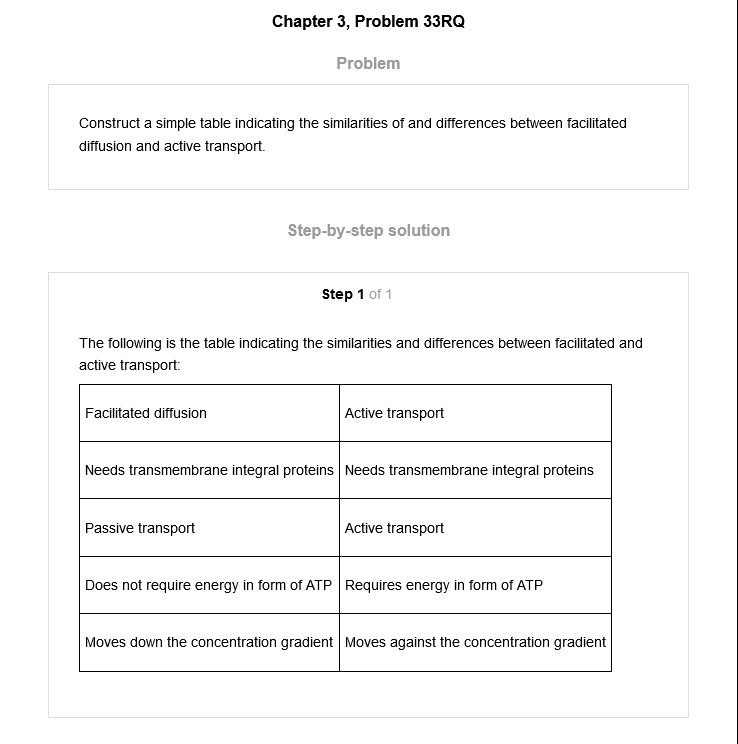 Chapter 3, Problem 33RQ
Problem
Construct a simple table indicating the similarities of and differences between facilitated
diffusion and active transport.
Step-by-step solution
Step 1 of 1
The following is the table indicating the similarities and differences between facilitated and
active transport:
Facilitated diffusion Active transport
Needs transmembrane integral proteins Needs transmembrane integral proteins
Passive transport Active transport
Does not require energy in form of ATP Requires energy in form of ATP
Moves down the concentration gradient Moves against the concentration gradient